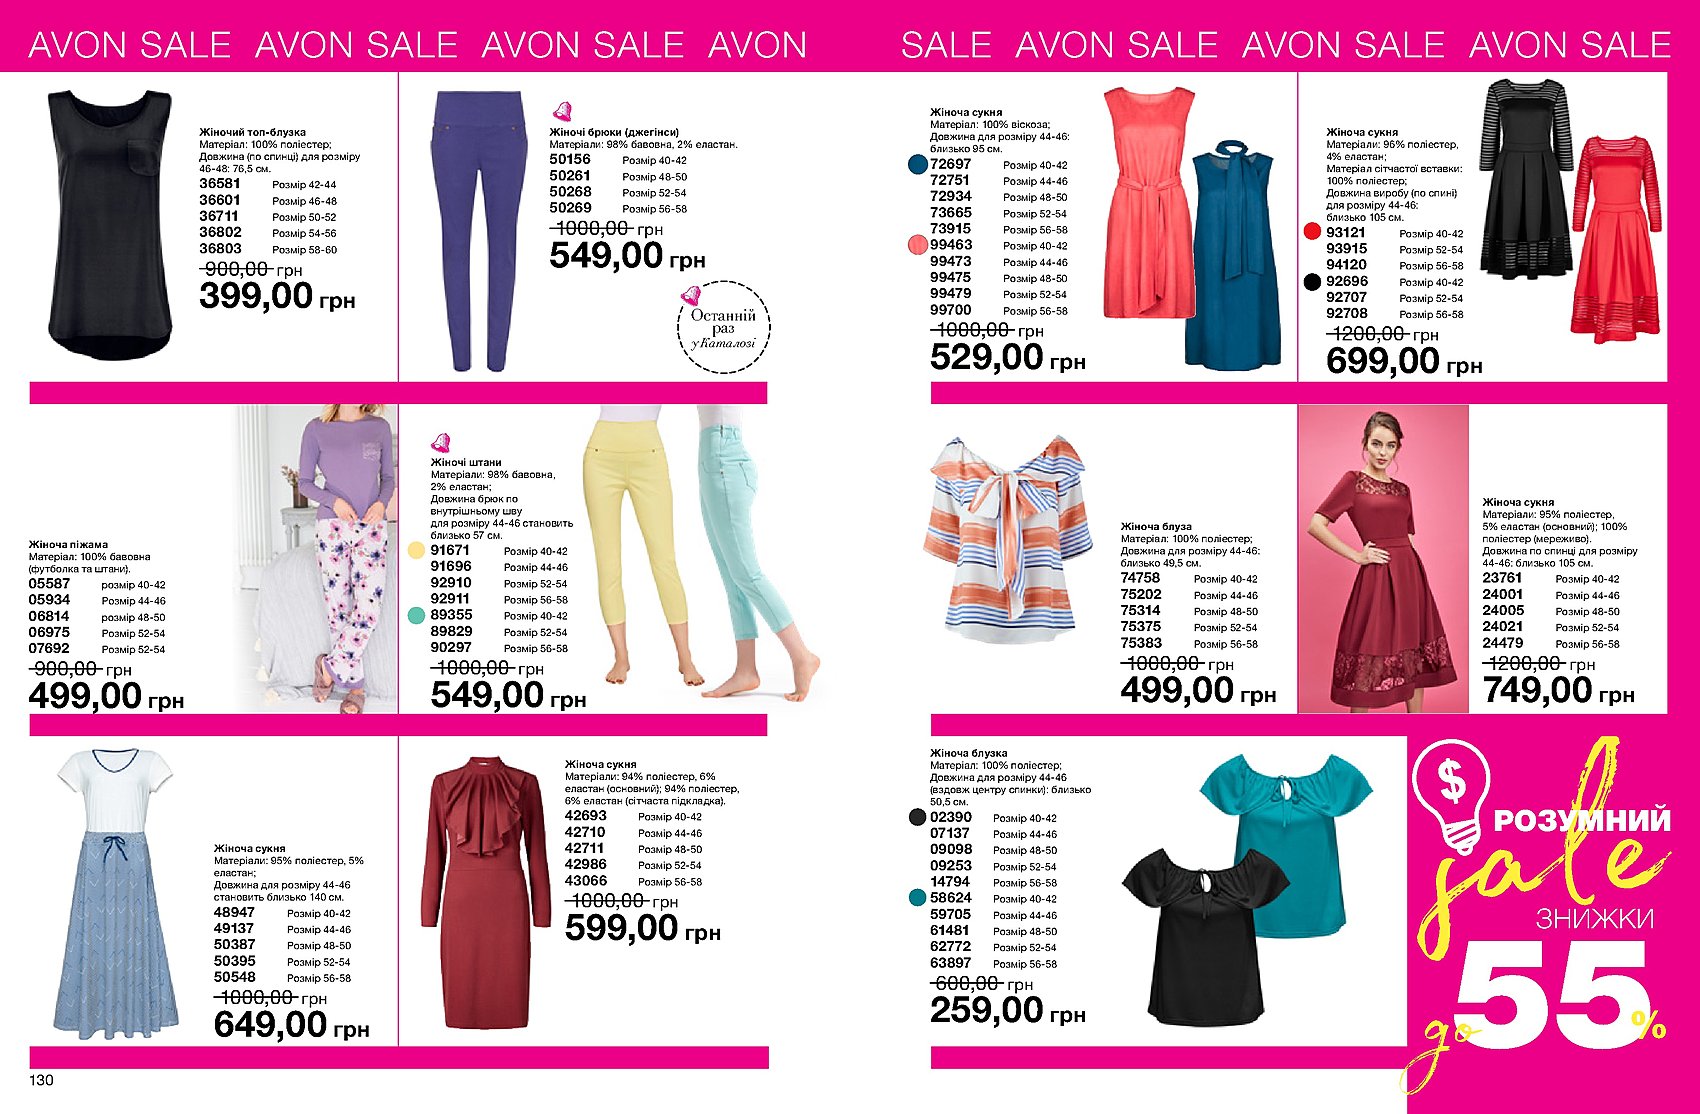 AVON SALE AVON SALE AVON SALE AVON
SALE AVON SALE AVON SALE AVON SALE
Жіночий топ-блузка
Матеріал: 100% поліестер;
Довжина (по спинці) для розміру
46-48: 76,5 см.
36581 Розмір 42-44
36601 Розмір 46-48
36711 Розмір 50-52
36802 Розмір 54-56
36803 Розмір 58-60
900,00 грн
399,00 грн
Жіночі брюки (джегінси)
Матеріали: 98% бавовна, 2% еластан.
50156 Розмір 40-42
50261 Розмір 48-50
50268 Розмір 52-54
50269 Розмір 56-58
1000,00 грн
549,00 грн
Останній
раз
у Каталозі
Жіноча піжама
Матеріал: 100% бавовна
(футболка та штани).
05587 розмір 40-42
05934 Розмір 44-46
06814 розмір 48-50
06975 Розмір 52-54
07692 Розмір 52-54
900,00 грн
499,00 грн
Жіночі штани
Матеріали: 98% бавовна,
2% еластан;
Довжина брюк по
внутрішньому шву
для розміру 44-46 становить
близько 57 см.
91671 Розмір 40-42
91696 Розмір 44-46
92910 Розмір 52-54
92911 Розмір 56-58
89355 Розмір 40-42
89829 Розмір 52-54
90297 Розмір 56-58
1000,00 грн
549,00 грн
Жіноча сукня
Матеріали: 95% поліестер, 5%
еластан;
Довжина для розміру 44-46
становить близько 140 см.
48947 Розмір 40-42
49137 Розмір 44-46
50387 Розмір 48-50
50395 Розмір 52-54
50548 Розмір 56-58
1000,00 грн
649,00 грн
Жіноча сукня
Матеріали: 94% поліестер, 6%
еластан (основний); 94% поліестер,
6% еластан (сітчаста підкладка).
42693 Розмір 40-42
42710 Розмір 44-46
42711 Розмір 48-50
42986 Розмір 52-54
43066 Розмір 56-58
1000,00 грн
599,00 грн
130
Жіноча сукня
Матеріал: 100% віскоза;
Довжина для розміру 44-46:
близько 95 см.
72697 Розмір 40-42
72751 Розмір 44-46
72934 Розмір 48-50
73665 Розмір 52-54
73915 Розмір 56-58
99463 Розмір 40-42
99473 Розмір 44-46
99475 Розмір 48-50
99479 Розмір 52-54
99700 Розмір 56-58
1000,00 грн
529,00 грн
Жіноча сукня
Матеріали: 96% поліестер,
4% еластан;
Матеріал сітчастої вставки:
100% поліестер;
Довжина виробу (по спині)
для розміру 44-46:
близько 105 см.
93121 Розмір 40-42
93915 Розмір 52-54
94120 Розмір 56-58
92696 Розмір 40-42
92707 Розмір 52-54
92708 Розмір 56-58
1200,00 грн
699,00 грн
Жіноча блуза
Матеріал: 100% поліестер;
Довжина для розміру 44-46:
близько 49,5 см.
74758 Розмір 40-42
75202 Розмір 44-46
75314 Розмір 48-50
75375 Розмір 52-54
75383 Розмір 56-58
1000,00 грн
499,00 грн
Жіноча сукня
Матеріали: 95% поліестер,
5% еластан (основний); 100%
поліестер (мереживо).
Довжина по спинці для розміру
44-46: близько 105 см.
23761 Розмір 40-42
24001 Розмір 44-46
24005 Розмір 48-50
24021 Розмір 52-54
24479 Розмір 56-58
1200,00 грн
749,00 грн
Жіноча блузка
Матеріал: 100% поліестер;
Довжина для розміру 44-46
(вздовж центру спинки): близько
50,5 см.
02390 Розмір 40-42
07137 Розмір 44-46
09098 Розмір 48-50
09253 Розмір 52-54
14794 Розмір 56-58
58624 Розмір 40-42
59705 Розмір 44-46
61481 Розмір 48-50
62772 Розмір 52-54
63897 Розмір 56-58
600,00 грн
259,00 грн
$
РОЗУМНИЙ
sale
ЗНИЖКИ
до 55%